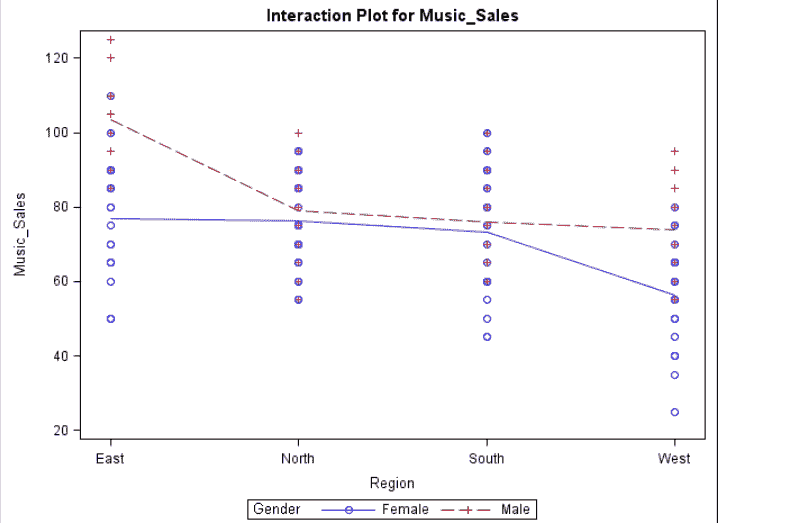 Interaction Plot for Music_Sales
120
100
80
60
40
20
Music_Sales
East North South West
Region
Gender Female Male